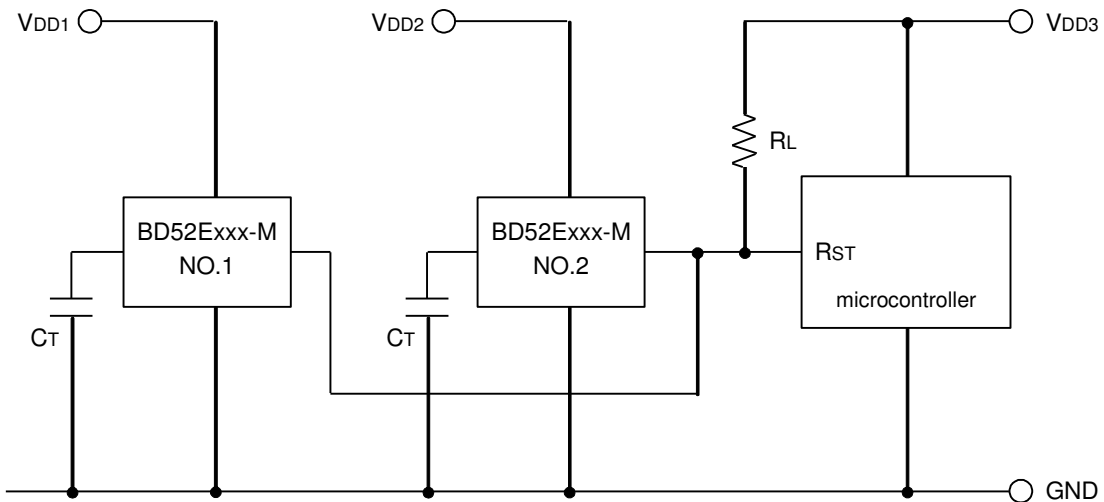 VDD1
VDD2
VDD3
RL
BD52Exxx-M
NO.1
BD52Exxx-M
NO.2
RST
microcontroller
CT
CT
GND